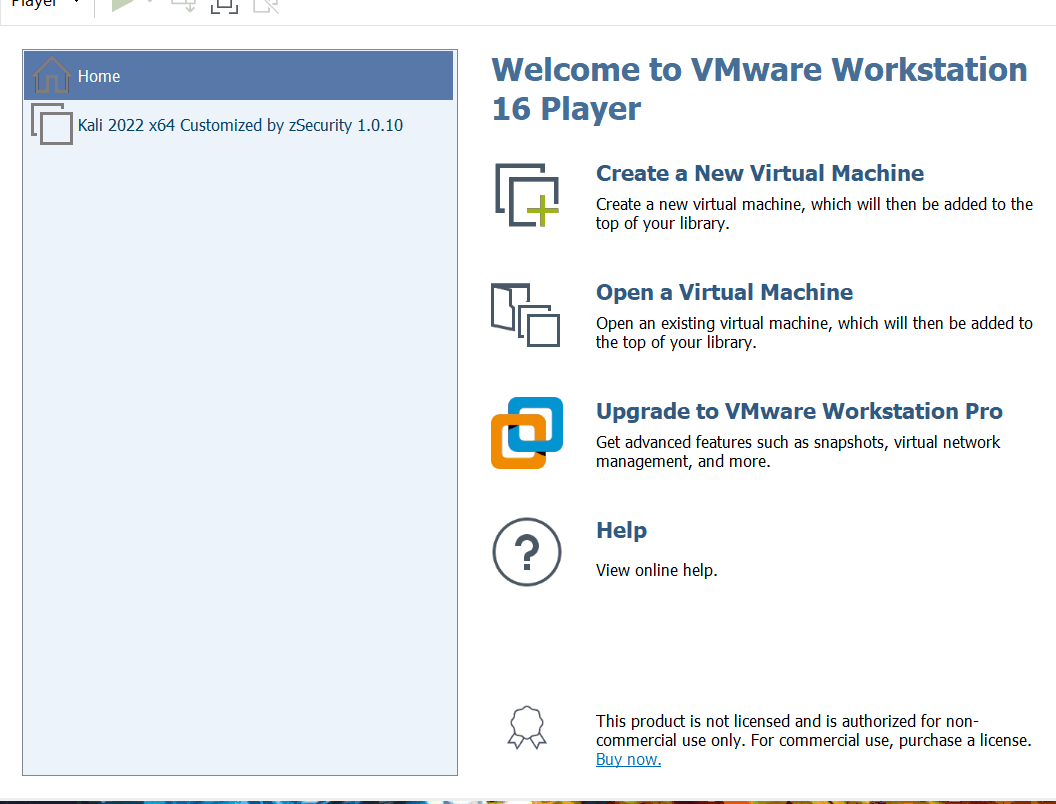 Player
Home
Kali 2022 x64 Customized by zSecurity 1.0.10
Welcome to VMware Workstation
16 Player
Create a New Virtual Machine
Create a new virtual machine, which will then be added to the
top of your library.
Open a Virtual Machine
Open an existing virtual machine, which will then be added to
the top of your library.
Upgrade to VMware Workstation Pro
Get advanced features such as snapshots, virtual network
management, and more.
?
Help
View online help.
This product is not licensed and is authorized for non-
commercial use only. For commercial use, purchase a license.
Buy now.